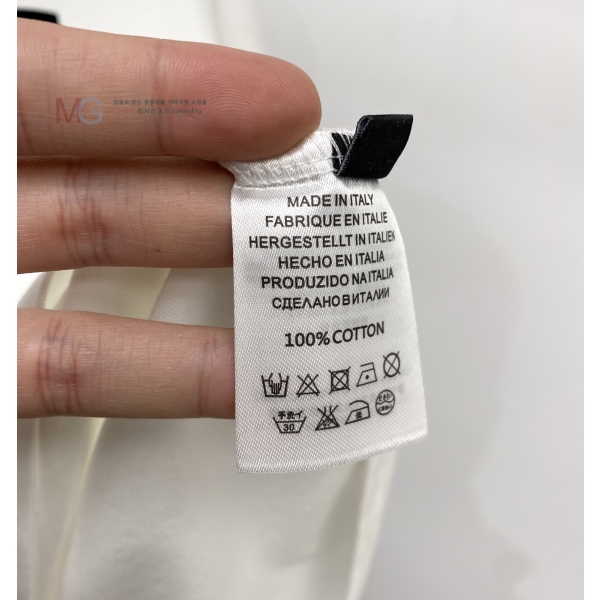 MG
MADE IN ITALY
FABRIQUE EN ITALIE
HERGESTELLT IN ITALIEN
HECHO EN ITALIA
PRODUZIDO NA ITALIA
СДЕЛАНО В ИТАЛИИ
100% COTTON
手洗イ
30